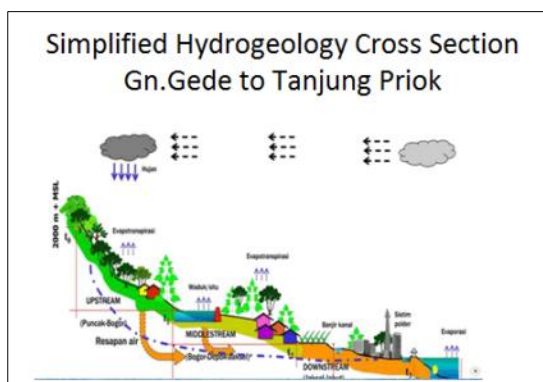 Simplified Hydrogeology Cross Section
Gn.Gede to Tanjung Priok
Hujan
2000 m + MSL
Evapotranspirasi
Evapotranspirasi
Waduk/situ
Sistim
polder
Banjir kanal
Evaporasi
UPSTREAM
(Puncak-Bogor)
MIDDLESTREAM
Resapan air
DOWNSTREAM